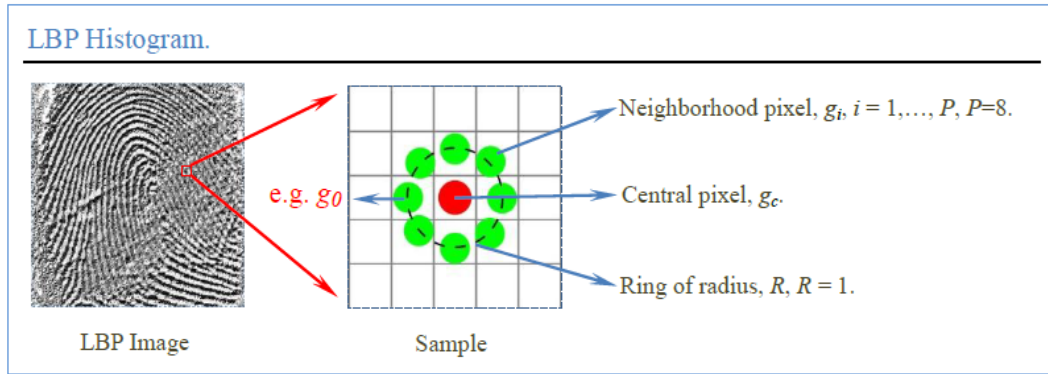 LBP Histogram.
Neighborhood pixel, gi, i = 1,…, P, P=8.
e.g. g0
Central pixel, gc.
Ring of radius, R, R = 1.
LBP Image
Sample